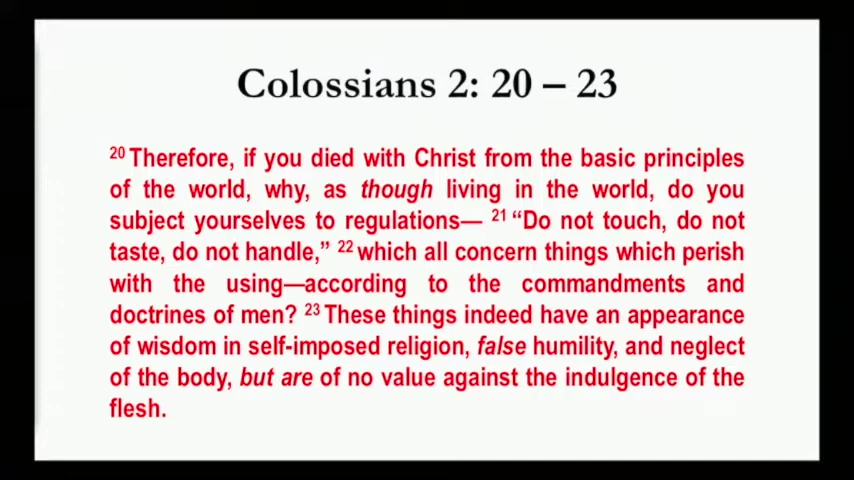 Colossians 2: 20 – 23
20 Therefore, if you died with Christ from the basic principles
of the world, why, as though living in the world, do you
subject yourselves to regulations— 21 “Do not touch, do not
taste, do not handle,” 22 which all concern things which perish
with the using—according to the commandments and
doctrines of men? 23 These things indeed have an appearance
of wisdom in self-imposed religion, false humility, and neglect
of the body, but are of no value against the indulgence of the
flesh.